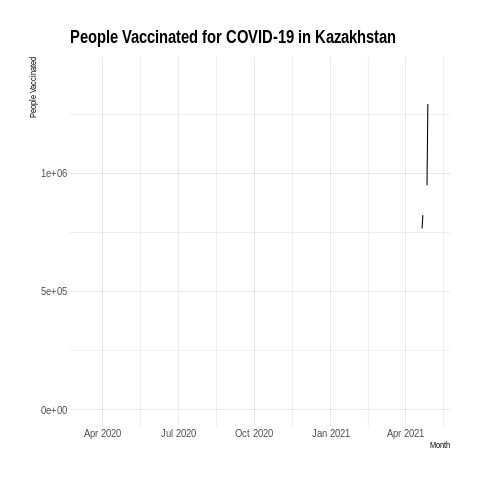 People Vaccinated for COVID-19 in Kazakhstan
People Vaccinated
1e+06
5e+05
0e+00
Apr 2020 Jul 2020 Oct 2020 Jan 2021 Apr 2021
Month